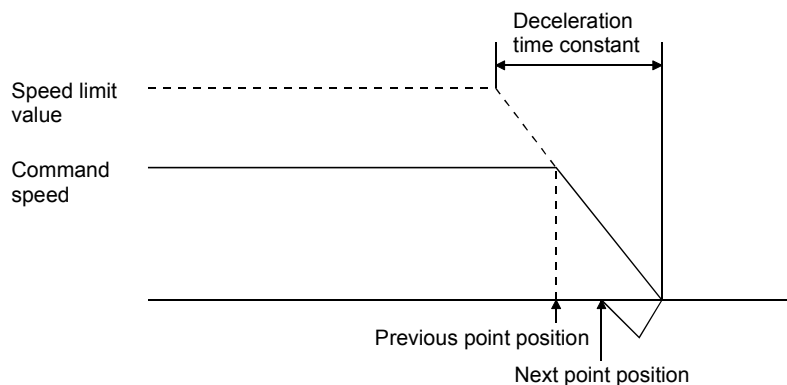 Deceleration
time constant
Speed limit
value
Command
speed
Previous point position
Next point position